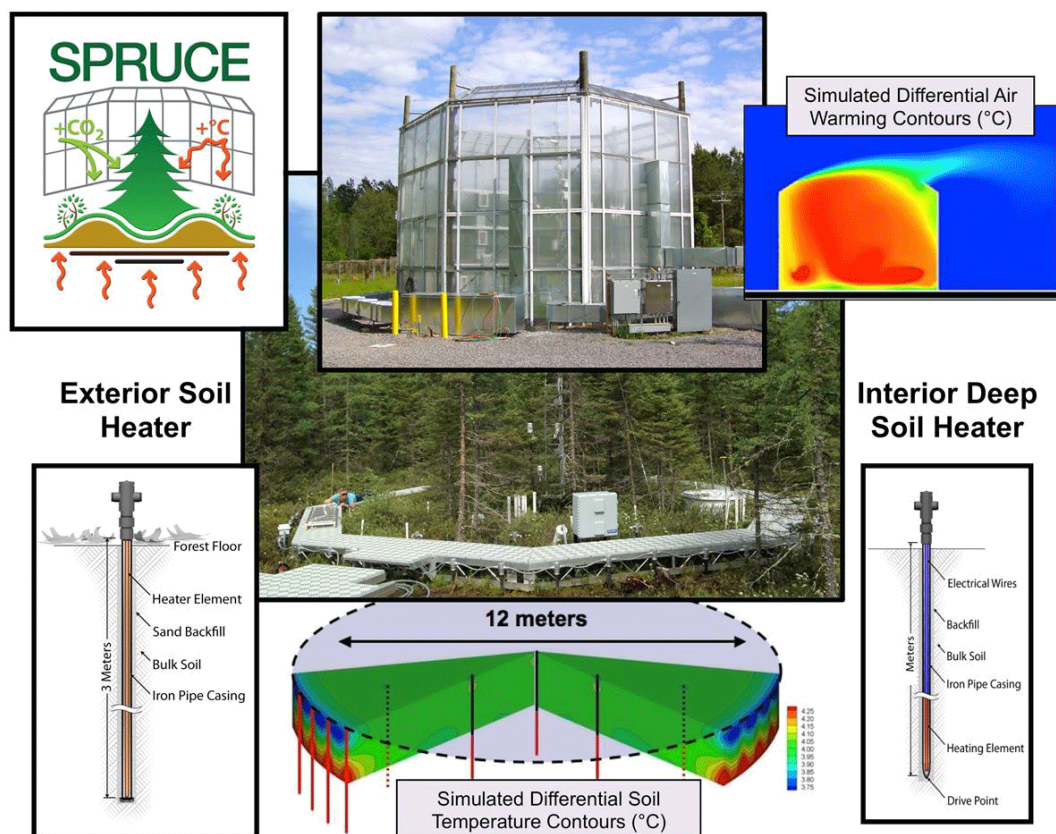 SPRUCE
+CO₂
+°C
Simulated Differential Air
Warming Contours (°C)
Exterior Soil
Heater
Interior Deep
Soil Heater
Forest Floor
Heater Element
Sand Backfill
Bulk Soil
Iron Pipe Casing
3 Meters
12 meters
4.25
4.20
4.15
4.10
4.05
4.00
3.95
3.90
3.85
3.80
3.75
Simulated Differential Soil
Temperature Contours (°C)
Electrical Wires
Backfill
Bulk Soil
Iron Pipe Casing
Meters
Heating Element
Drive Point